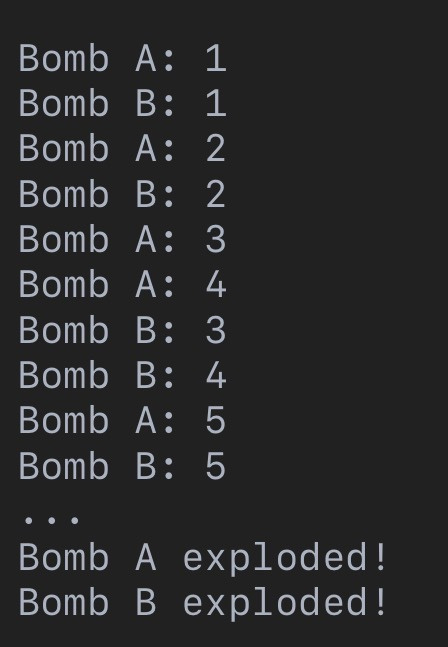 Bomb A: 1
Bomb B: 1
Bomb A: 2
Bomb B: 2
Bomb A: 3
Bomb A: 4
Bomb B: 3
Bomb B: 4
Bomb A: 5
Bomb B: 5
...
Bomb A exploded!
Bomb B exploded!